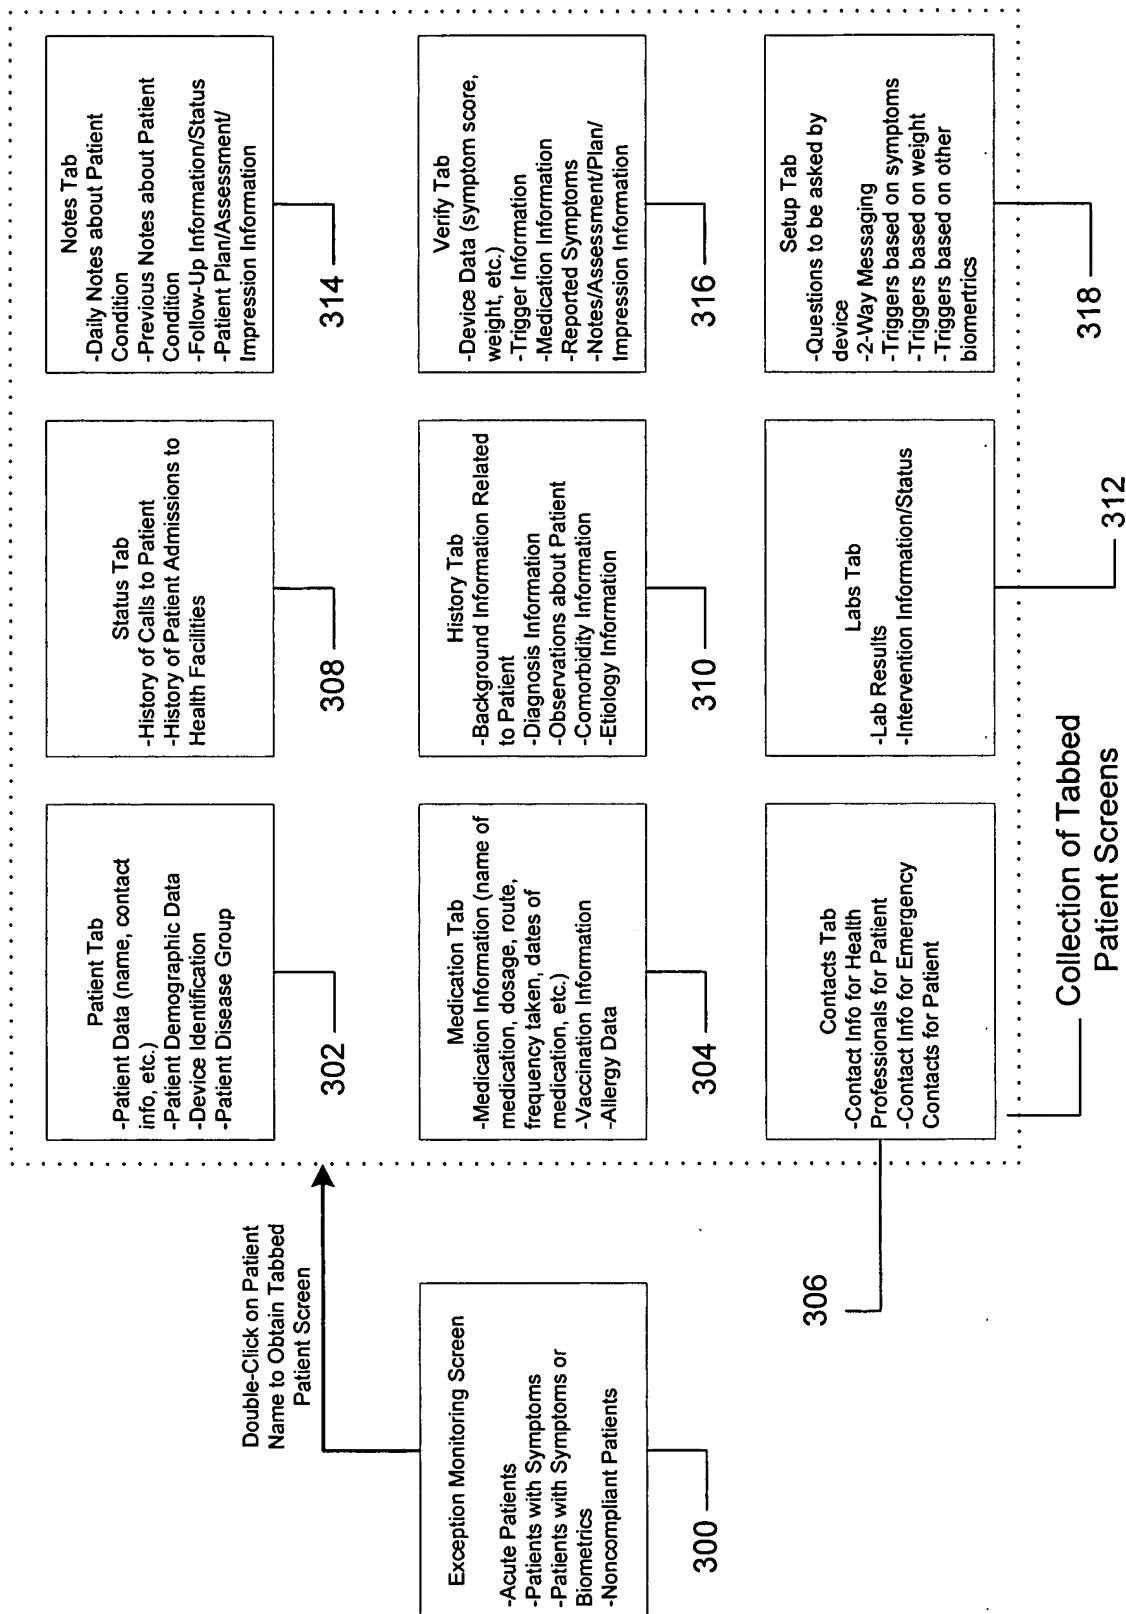 Exception Monitoring Screen
-Acute Patients
-Patients with Symptoms
-Patients with Symptoms or
Biometrics
-Noncompliant Patients
300
Double-Click on Patient
Name to Obtain Tabbed
Patient Screen
Patient Tab
-Patient Data (name, contact
info, etc.)
-Patient Demographic Data
-Device Identification
-Patient Disease Group
302
Status Tab
-History of Calls to Patient
-History of Patient Admissions to
Health Facilities
308
Notes Tab
-Daily Notes about Patient
Condition
-Previous Notes about Patient
Condition
-Follow-Up Information/Status
-Patient Plan/Assessment/
Impression Information
314
Medication Tab
-Medication Information (name of
medication, dosage, route,
frequency taken, dates of
medication, etc.)
-Vaccination Information
-Allergy Data
304
History Tab
-Background Information Related
to Patient
-Diagnosis Information
-Observations about Patient
-Comorbidity Information
-Etiology Information
310
Verify Tab
-Device Data (symptom score,
weight, etc.)
-Trigger Information
-Medication Information
-Reported Symptoms
-Notes/Assessment/Plan/
Impression Information
316
306
Contacts Tab
-Contact Info for Health
Professionals for Patient
-Contact Info for Emergency
Contacts for Patient
Labs Tab
-Lab Results
-Intervention Information/Status
312
Setup Tab
-Questions to be asked by
device
-2-Way Messaging
-Triggers based on symptoms
-Triggers based on weight
-Triggers based on other
biomertrics
318
Collection of Tabbed
Patient Screens